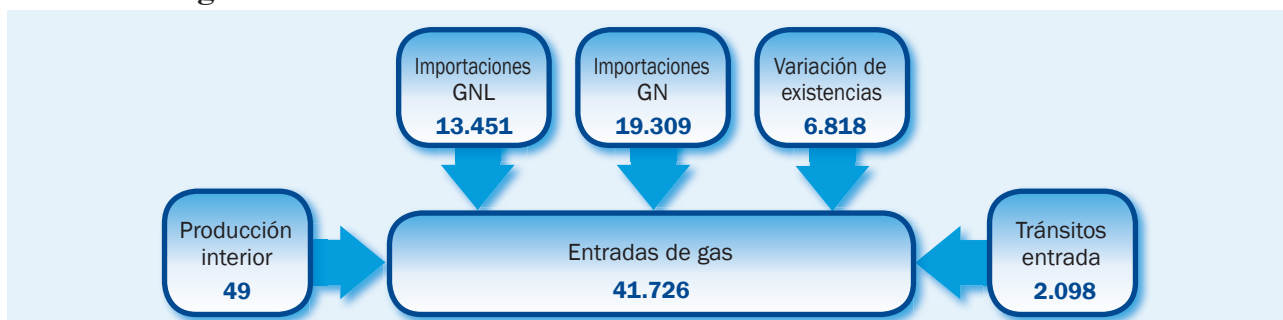 Importaciones
GNL
13.451
Importaciones
GN
19.309
Variación de
existencias
6.818
Producción
interior
49
Entradas de gas
41.726
Tránsitos
entrada
2.098